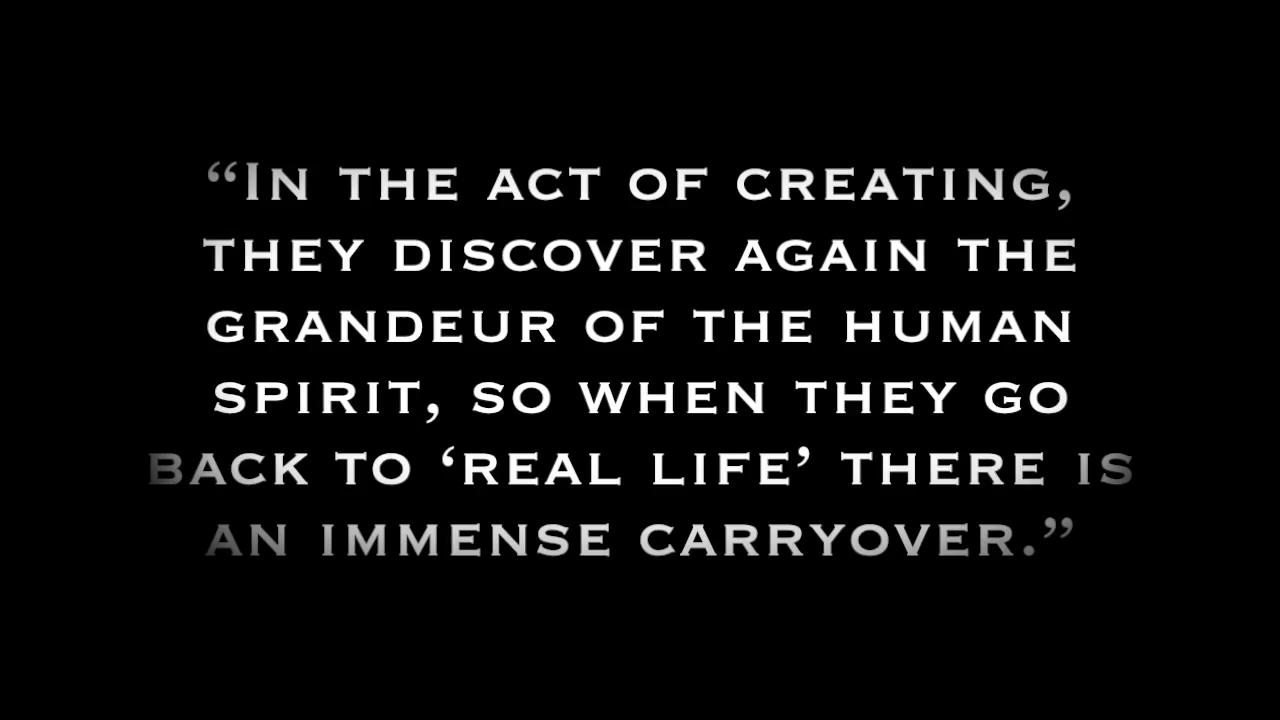 “In the act of creating,
they discover again the
grandeur of the human
spirit, so when they go
back to ‘real life’ there is
an immense carryover.”